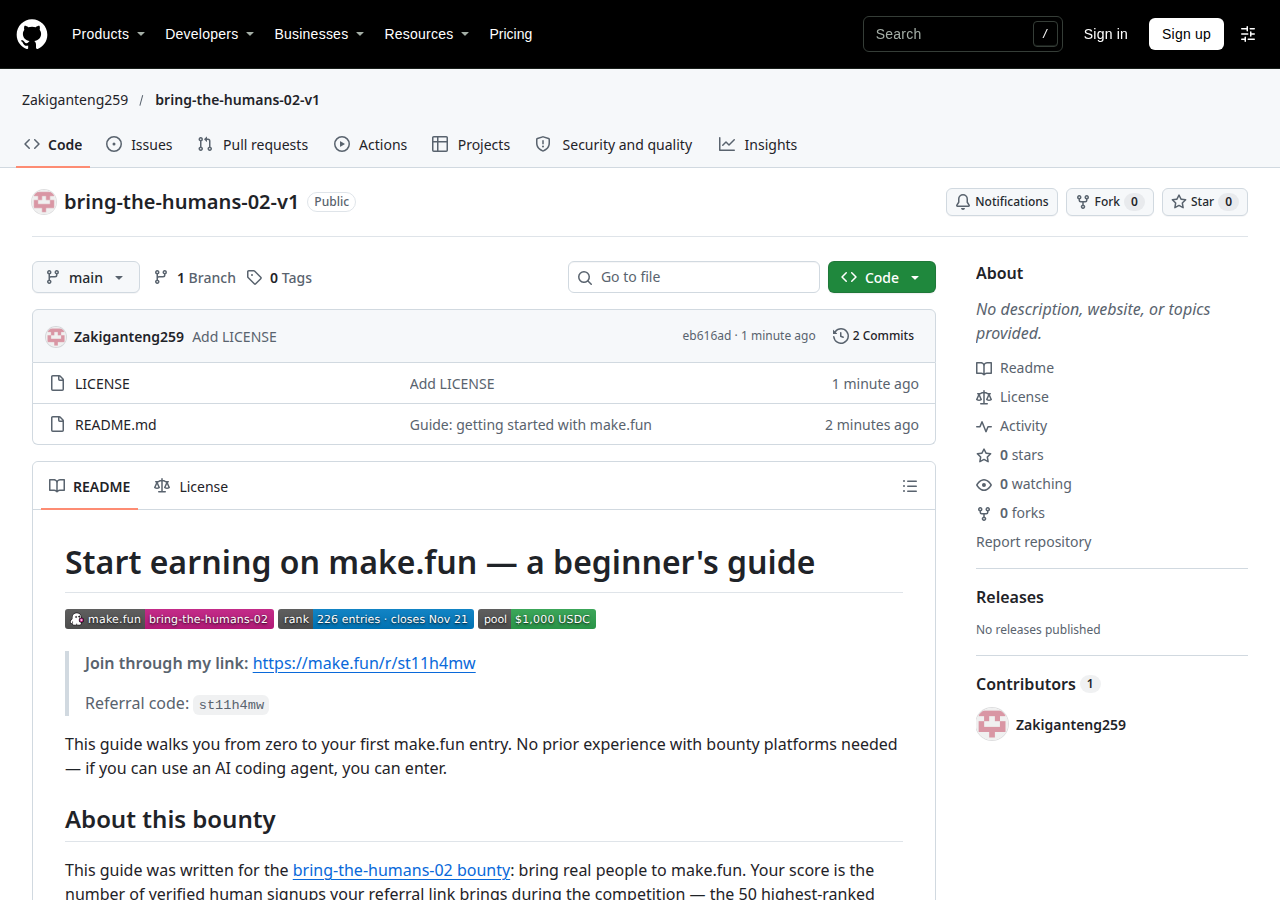 Products Developers Businesses Resources Pricing Search / Sign in Sign up
Zakiganteng259 / bring-the-humans-02-v1
Code Issues Pull requests Actions Projects Security and quality Insights
bring-the-humans-02-v1 Public Notifications Fork 0 Star 0
main 1 Branch 0 Tags Go to file Code
Zakiganteng259 Add LICENSE eb616ad · 1 minute ago 2 Commits
LICENSE Add LICENSE 1 minute ago
README.md Guide: getting started with make.fun 2 minutes ago
README License
Start earning on make.fun — a beginner's guide
make.fun bring-the-humans-02 rank 226 entries · closes Nov 21 pool $1,000 USDC
Join through my link: https://make.fun/r/st11h4mw
Referral code: st11h4mw
This guide walks you from zero to your first make.fun entry. No prior experience with bounty platforms needed
— if you can use an AI coding agent, you can enter.
About this bounty
This guide was written for the bring-the-humans-02 bounty: bring real people to make.fun. Your score is the
number of verified human signups your referral link brings during the competition — the 50 highest-ranked
About
No description, website, or topics
provided.
Readme
License
Activity
0 stars
0 watching
0 forks
Report repository
Releases
No releases published
Contributors 1
Zakiganteng259